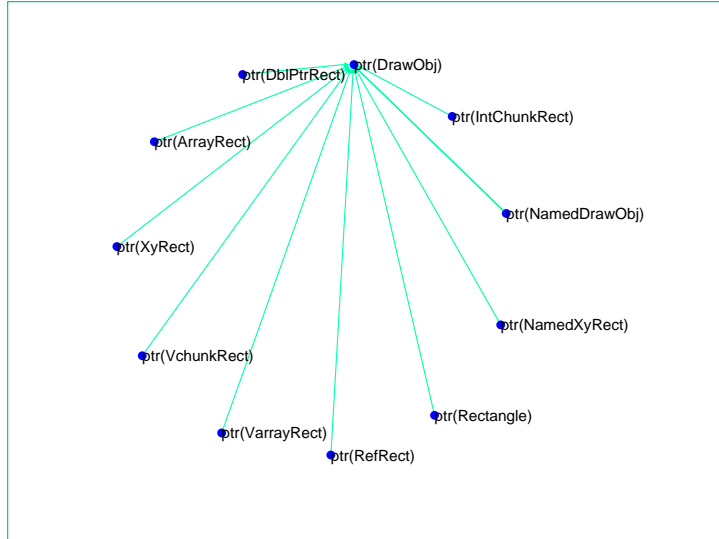 ptr(DrawObj)
ptr(DblPtrRect)
ptr(IntChunkRect)
ptr(ArrayRect)
ptr(NamedDrawObj)
ptr(XyRect)
ptr(NamedXyRect)
ptr(VchunkRect)
ptr(Rectangle)
ptr(VarrayRect)
ptr(RefRect)